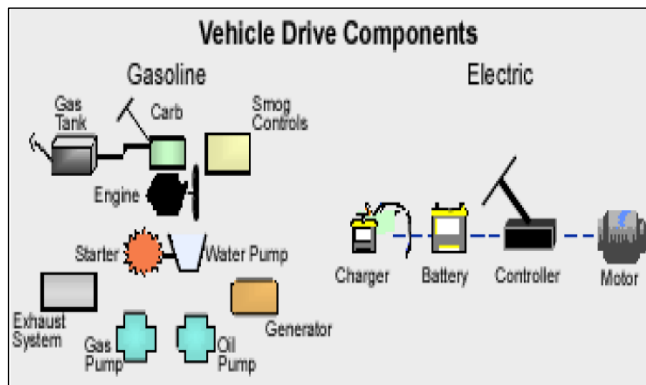 Vehicle Drive Components
Gasoline
Electric
Gas
Tank
Carb
Smog
Controls
Engine
Starter
Water Pump
Exhaust
System
Gas
Pump
Oil
Pump
Generator
Charger
Battery
Controller
Motor